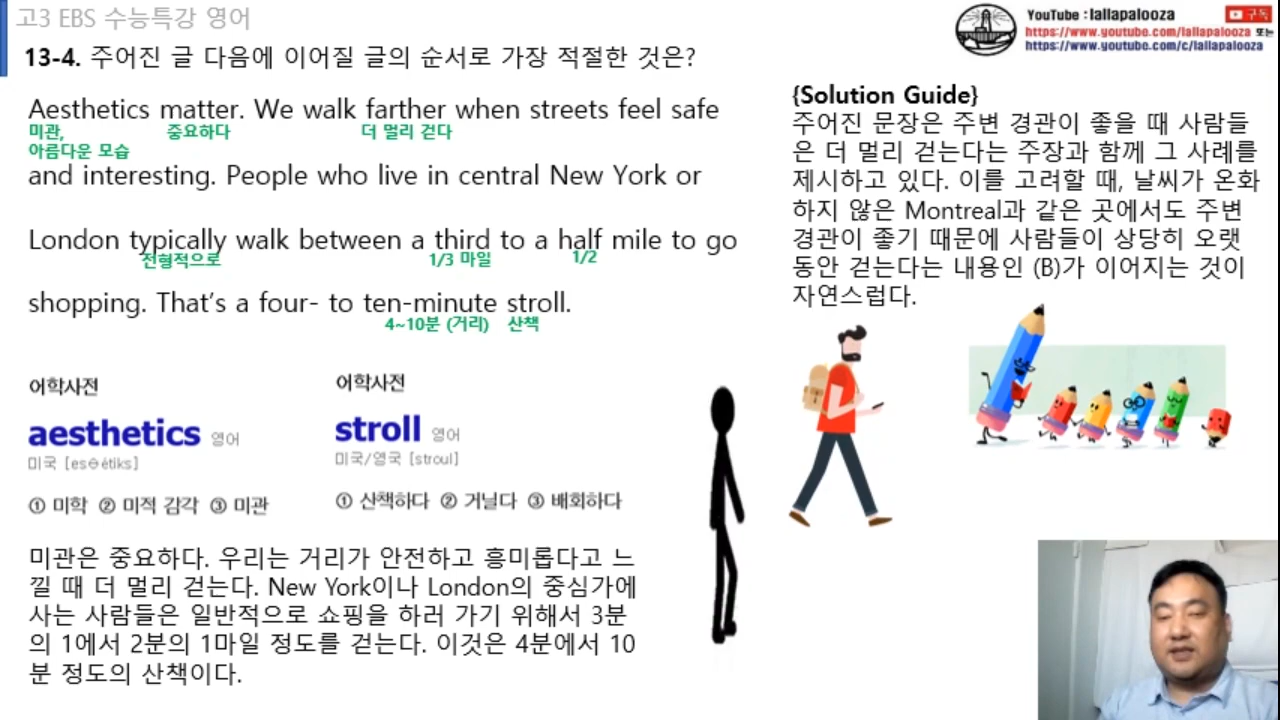 고3 EBS 수능특강 영어
YouTube : lallapalooza
구독
https://www.youtube.com/lallapalooza 또는
https://www.youtube.com/c/lallapalooza
13-4. 주어진 글 다음에 이어질 글의 순서로 가장 적절한 것은?
Aesthetics matter. We walk farther when streets feel safe
미관, 중요하다 더 멀리 걷다
아름다운 모습
and interesting. People who live in central New York or
London typically walk between a third to a half mile to go
전형적으로 1/3 마일 1/2
shopping. That's a four- to ten-minute stroll.
4~10분 (거리) 산책
{Solution Guide}
주어진 문장은 주변 경관이 좋을 때 사람들
은 더 멀리 걷는다는 주장과 함께 그 사례를
제시하고 있다. 이를 고려할 때, 날씨가 온화
하지 않은 Montreal과 같은 곳에서도 주변
경관이 좋기 때문에 사람들이 상당히 오랫
동안 걷는다는 내용인 (B)가 이어지는 것이
자연스럽다.
어학사전
aesthetics 영어
미국 [esθétiks]
① 미학 ② 미적 감각 ③ 미관
어학사전
stroll 영어
미국/영국 [stroul]
① 산책하다 ② 거닐다 ③ 배회하다
미관은 중요하다. 우리는 거리가 안전하고 흥미롭다고 느
낄 때 더 멀리 걷는다. New York이나 London의 중심가에
사는 사람들은 일반적으로 쇼핑을 하러 가기 위해서 3분
의 1에서 2분의 1마일 정도를 걷는다. 이것은 4분에서 10
분 정도의 산책이다.